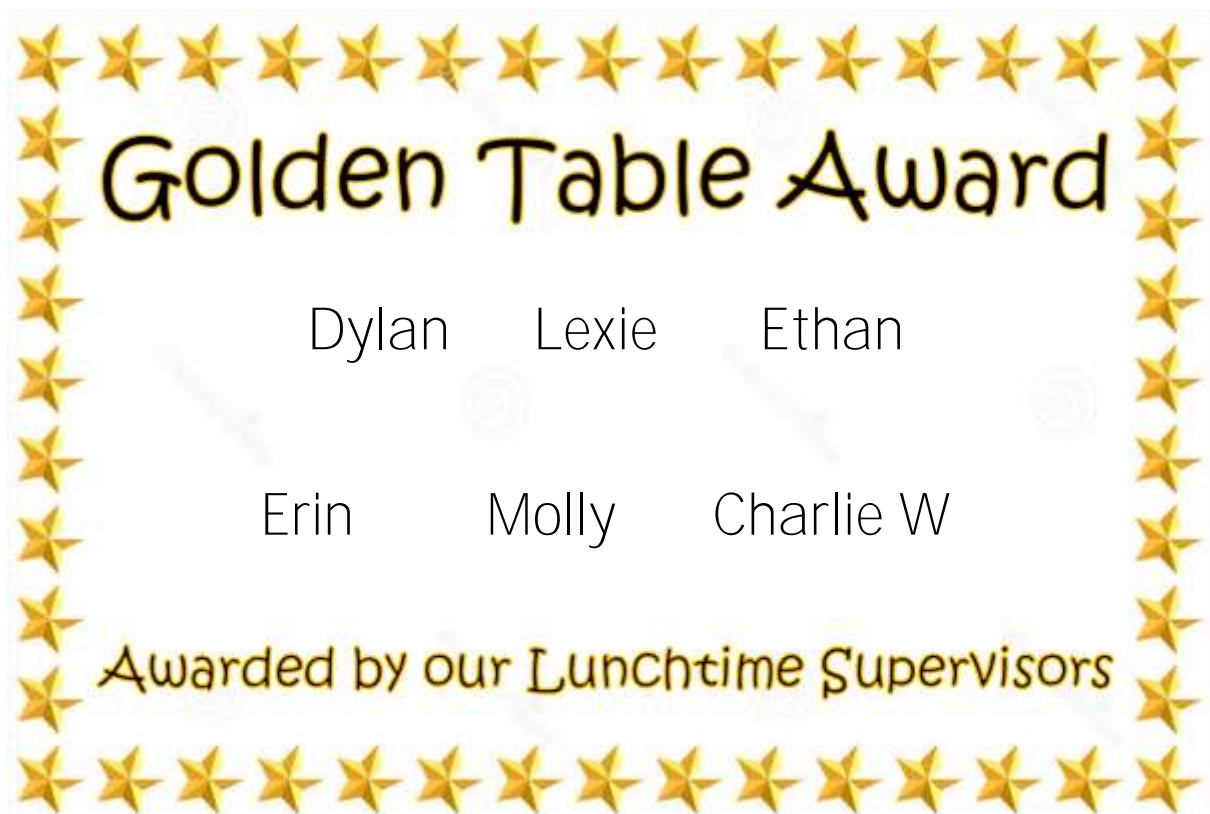 Golden Table Award
Dylan Lexie Ethan
Erin Molly Charlie W
Awarded by our Lunchtime Supervisors